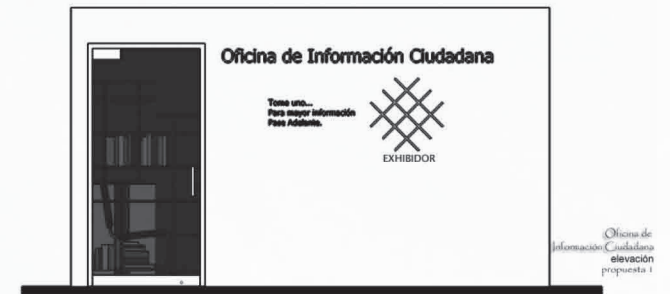 Oficina de Información Ciudadana
Tome uno...
Para mayor información
Pase Adelante.
EXHIBIDOR
Oficina de
Información Ciudadana
elevación
propuesta 1